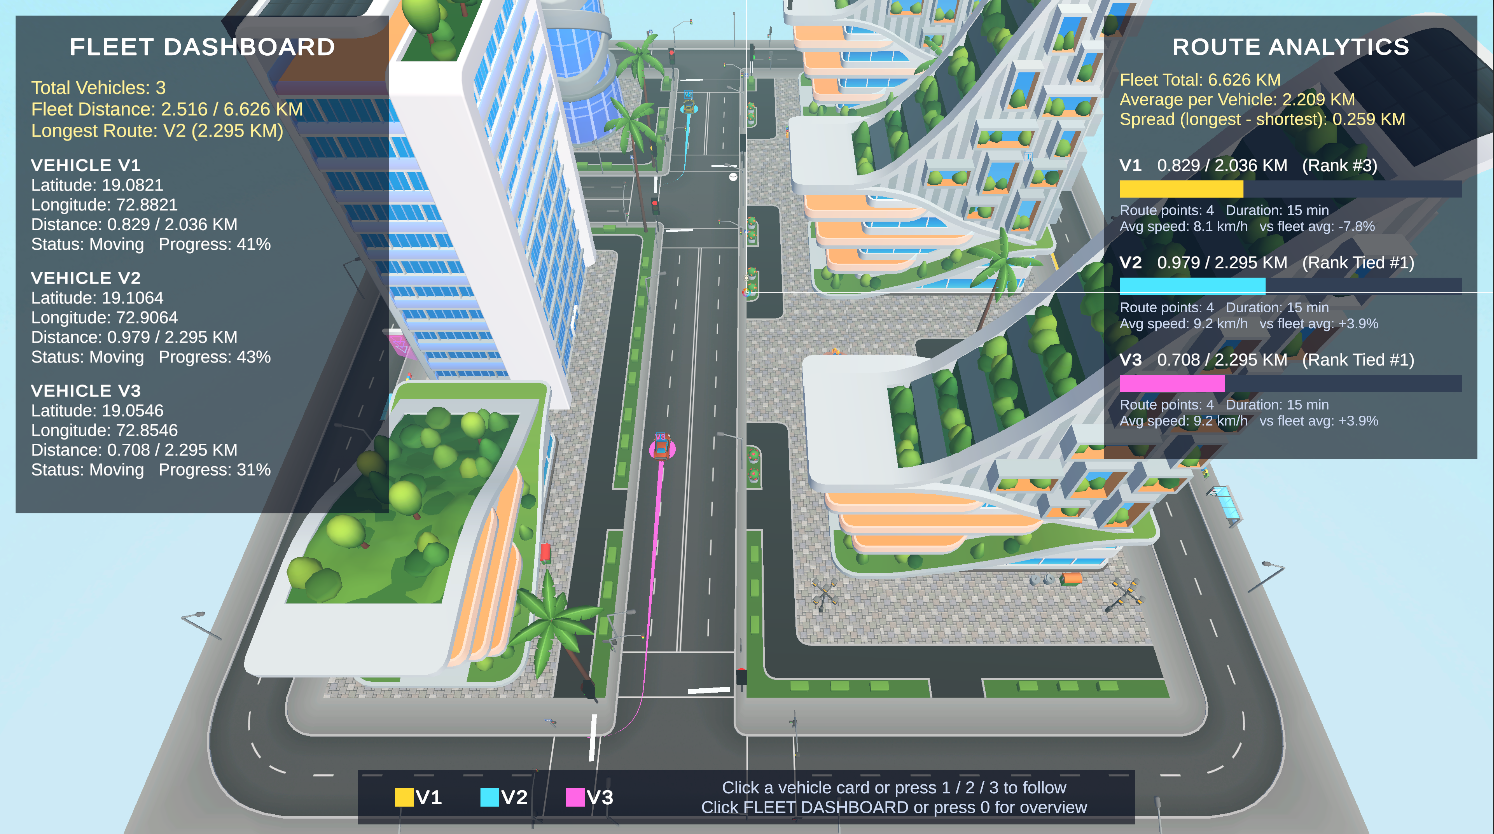 FLEET DASHBOARD
Total Vehicles: 3
Fleet Distance: 2.516 / 6.626 KM
Longest Route: V2 (2.295 KM)
VEHICLE V1
Latitude: 19.0821
Longitude: 72.8821
Distance: 0.829 / 2.036 KM
Status: Moving   Progress: 41%
VEHICLE V2
Latitude: 19.1064
Longitude: 72.9064
Distance: 0.979 / 2.295 KM
Status: Moving   Progress: 43%
VEHICLE V3
Latitude: 19.0546
Longitude: 72.8546
Distance: 0.708 / 2.295 KM
Status: Moving   Progress: 31%
ROUTE ANALYTICS
Fleet Total: 6.626 KM
Average per Vehicle: 2.209 KM
Spread (longest - shortest): 0.259 KM
V1   0.829 / 2.036 KM   (Rank #3)
Route points: 4   Duration: 15 min
Avg speed: 8.1 km/h   vs fleet avg: -7.8%
V2   0.979 / 2.295 KM   (Rank Tied #1)
Route points: 4   Duration: 15 min
Avg speed: 9.2 km/h   vs fleet avg: +3.9%
V3   0.708 / 2.295 KM   (Rank Tied #1)
Route points: 4   Duration: 15 min
Avg speed: 9.2 km/h   vs fleet avg: +3.9%
V1   V2   V3
Click a vehicle card or press 1 / 2 / 3 to follow
Click FLEET DASHBOARD or press 0 for overview